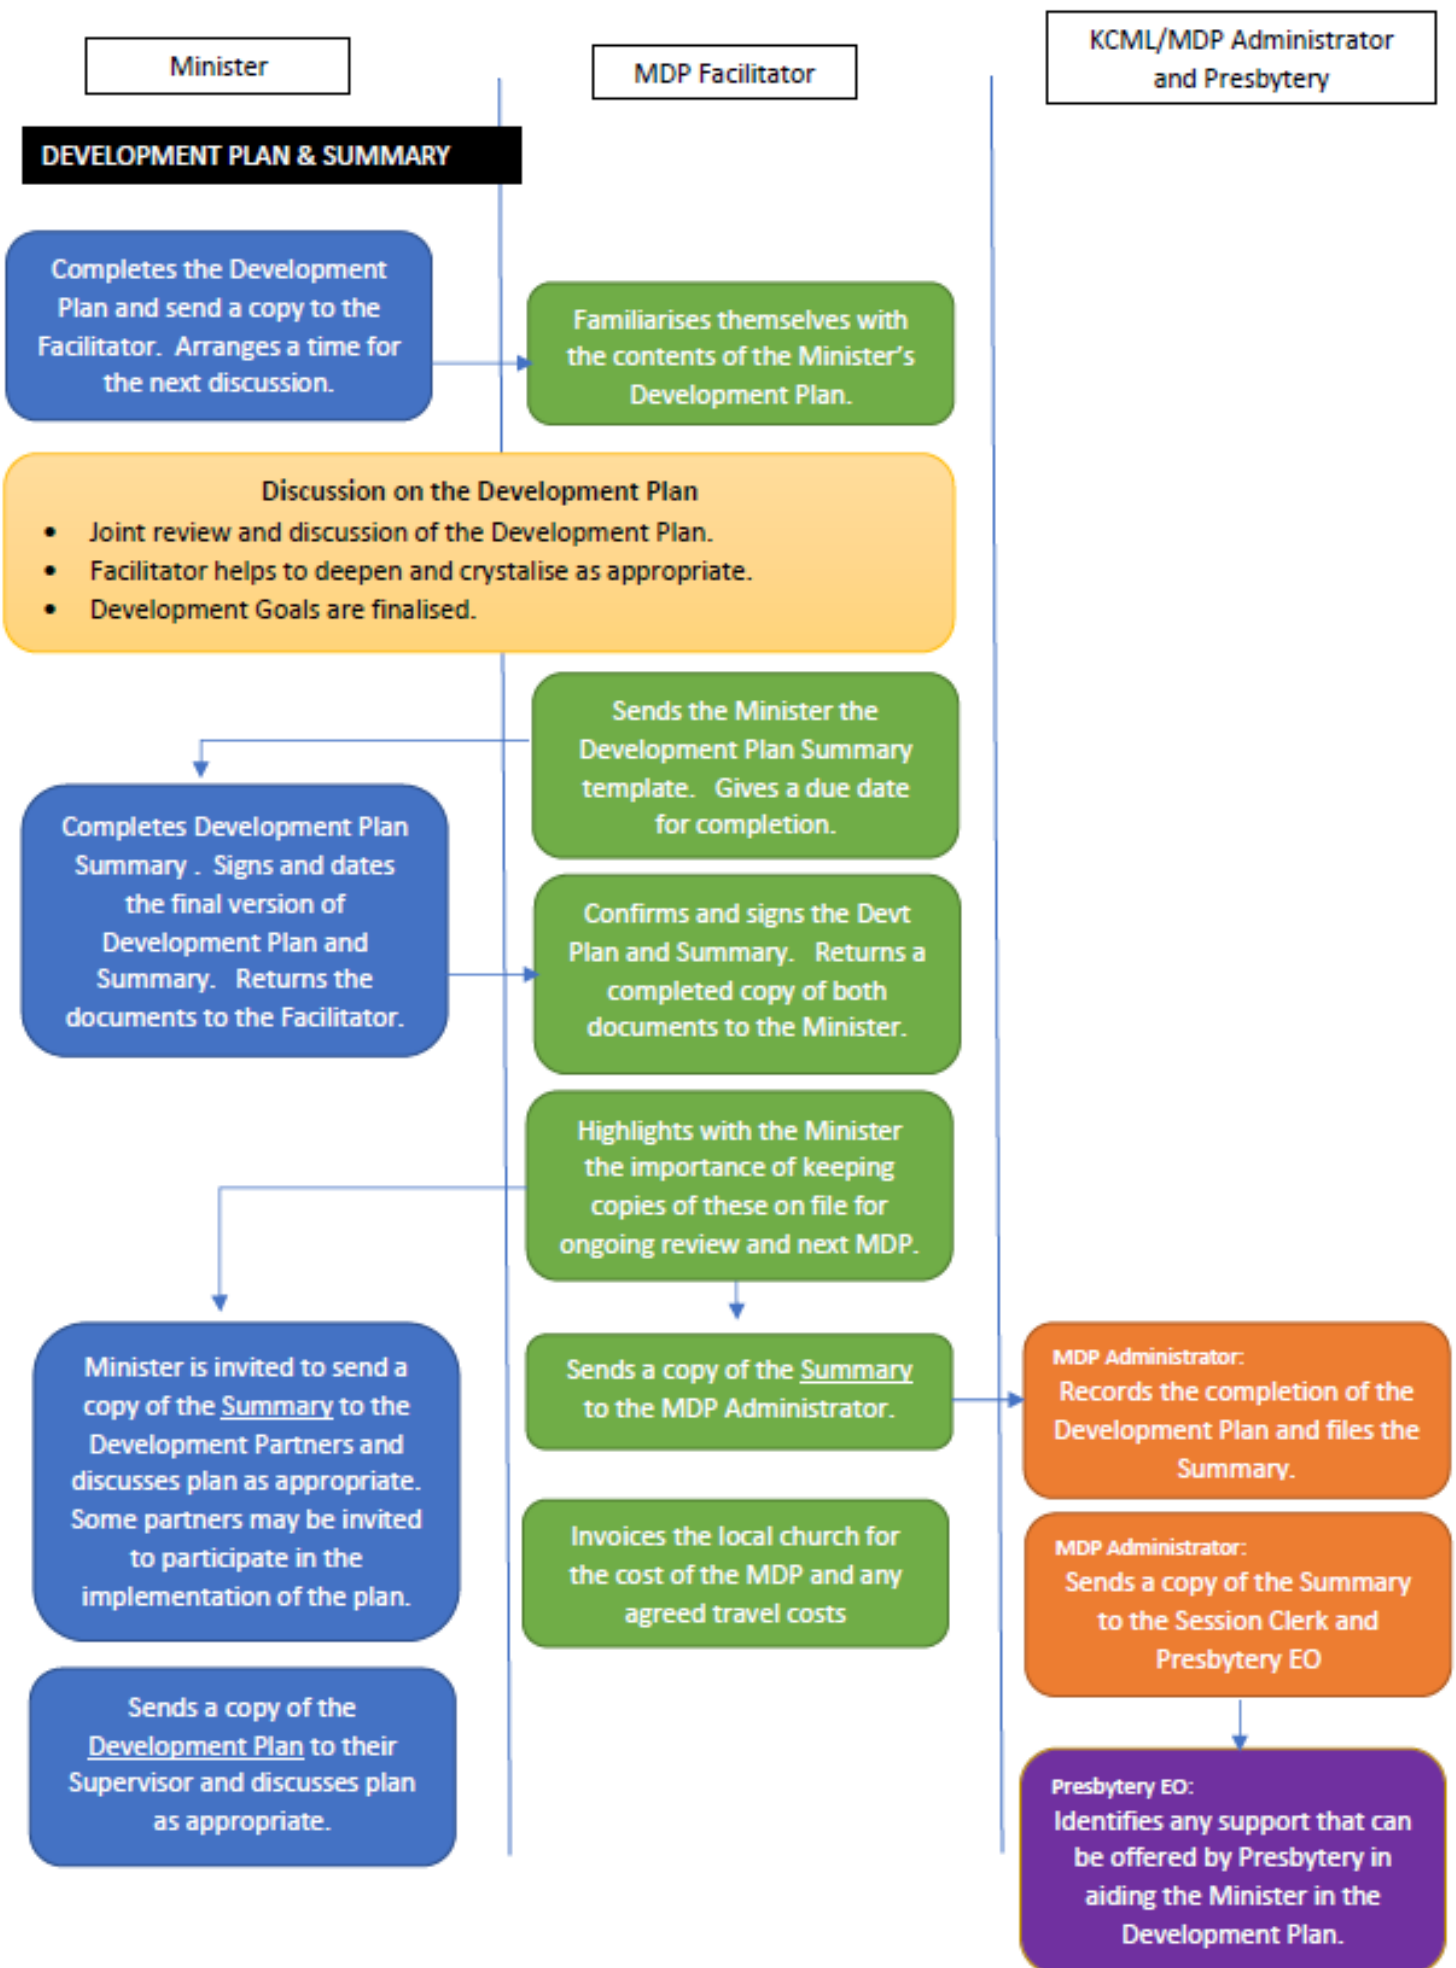 Minister
MDP Facilitator
KCML/MDP Administrator
and Presbytery
DEVELOPMENT PLAN & SUMMARY
Completes the Development
Plan and send a copy to the
Facilitator. Arranges a time for
the next discussion.
Familiarises themselves with
the contents of the Minister's
Development Plan.
Discussion on the Development Plan
• Joint review and discussion of the Development Plan.
• Facilitator helps to deepen and crystalise as appropriate.
• Development Goals are finalised.
Sends the Minister the
Development Plan Summary
template. Gives a due date
for completion.
Completes Development Plan
Summary . Signs and dates
the final version of
Development Plan and
Summary. Returns the
documents to the Facilitator.
Confirms and signs the Devt
Plan and Summary. Returns a
completed copy of both
documents to the Minister.
Highlights with the Minister
the importance of keeping
copies of these on file for
ongoing review and next MDP.
Minister is invited to send a
copy of the Summary to the
Development Partners and
discusses plan as appropriate.
Some partners may be invited
to participate in the
implementation of the plan.
Sends a copy of the Summary
to the MDP Administrator.
MDP Administrator:
Records the completion of the
Development Plan and files the
Summary.
Invoices the local church for
the cost of the MDP and any
agreed travel costs
MDP Administrator:
Sends a copy of the Summary
to the Session Clerk and
Presbytery EO
Sends a copy of the
Development Plan to their
Supervisor and discusses plan
as appropriate.
Presbytery EO:
Identifies any support that can
be offered by Presbytery in
aiding the Minister in the
Development Plan.